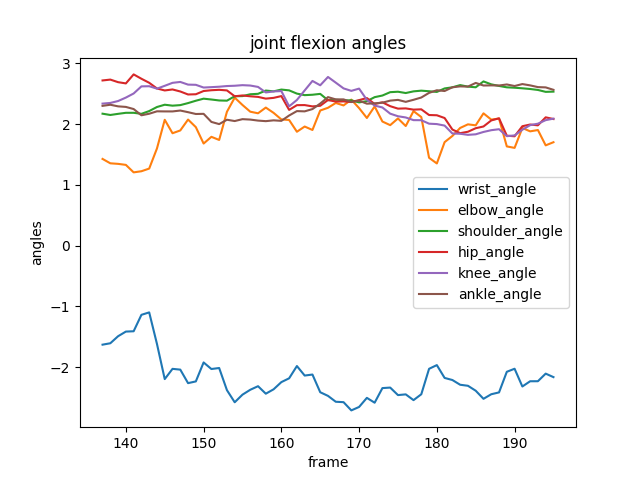 joint flexion angles
3
2
1
0
−1
−2
angles
wrist_angle
elbow_angle
shoulder_angle
hip_angle
knee_angle
ankle_angle
140 150 160 170 180 190
frame